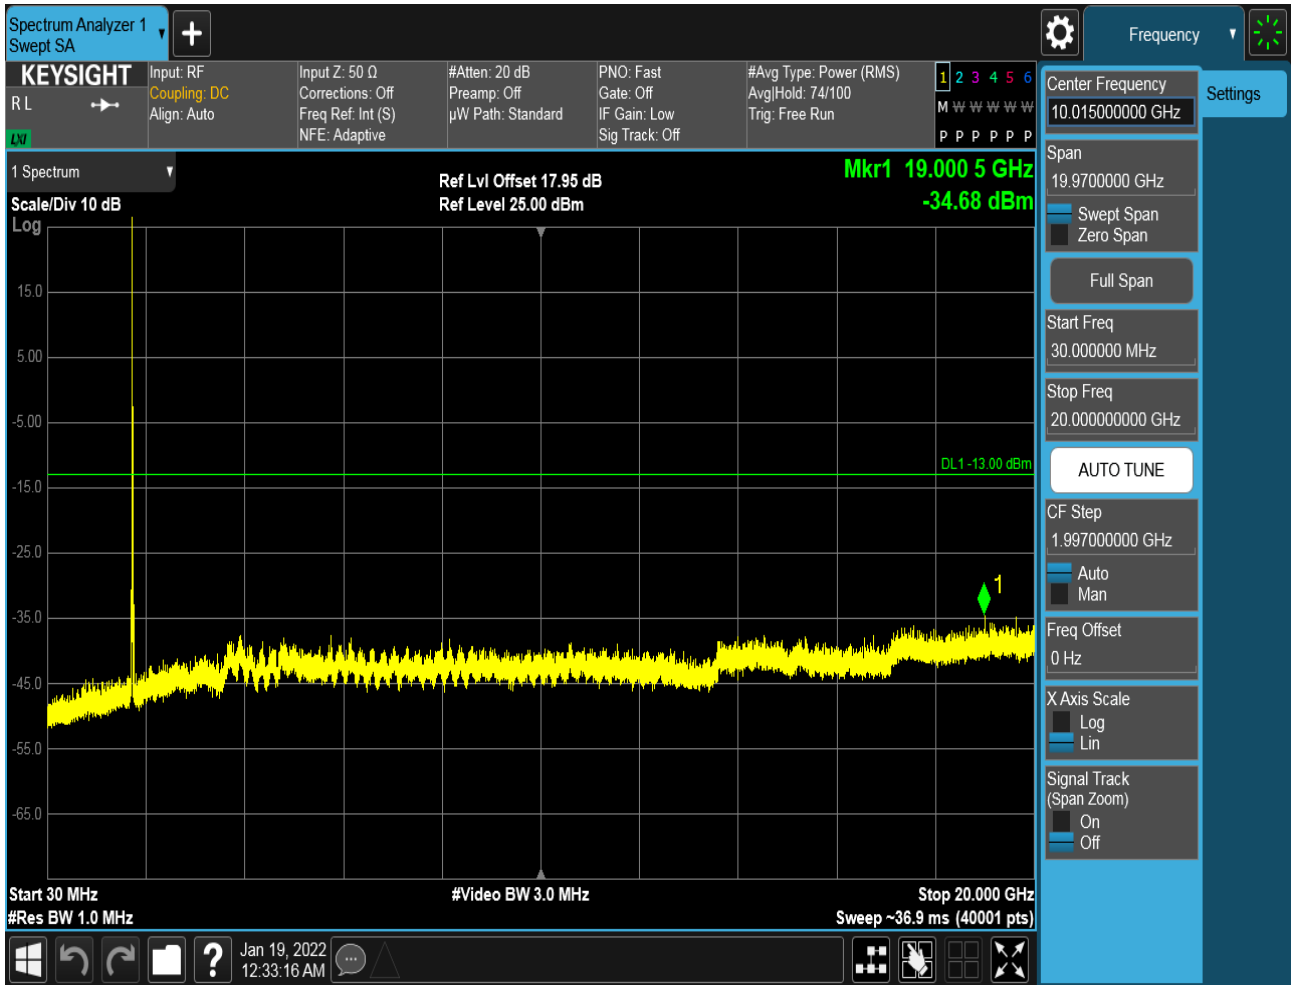 Spectrum Analyzer 1
Swept SA
Frequency
KEYSIGHT
R L
LXI
Input: RF
Coupling: DC
Align: Auto
Input Z: 50 Ω
Corrections: Off
Freq Ref: Int (S)
NFE: Adaptive
#Atten: 20 dB
Preamp: Off
µW Path: Standard
PNO: Fast
Gate: Off
IF Gain: Low
Sig Track: Off
#Avg Type: Power (RMS)
Avg|Hold: 74/100
Trig: Free Run
1 2 3 4 5 6
M W W W W W
P P P P P P
1 Spectrum
Scale/Div 10 dB
Log
Ref Lvl Offset 17.95 dB
Ref Level 25.00 dBm
Mkr1 19.000 5 GHz
-34.68 dBm
15.0
5.00
-5.00
-15.0
-25.0
-35.0
-45.0
-55.0
-65.0
DL1 -13.00 dBm
1
Start 30 MHz
#Res BW 1.0 MHz
#Video BW 3.0 MHz
Stop 20.000 GHz
Sweep ~36.9 ms (40001 pts)
Center Frequency
10.015000000 GHz
Settings
Span
19.9700000 GHz
Swept Span
Zero Span
Full Span
Start Freq
30.000000 MHz
Stop Freq
20.000000000 GHz
AUTO TUNE
CF Step
1.997000000 GHz
Auto
Man
Freq Offset
0 Hz
X Axis Scale
Log
Lin
Signal Track
(Span Zoom)
On
Off
?
Jan 19, 2022
12:33:16 AM